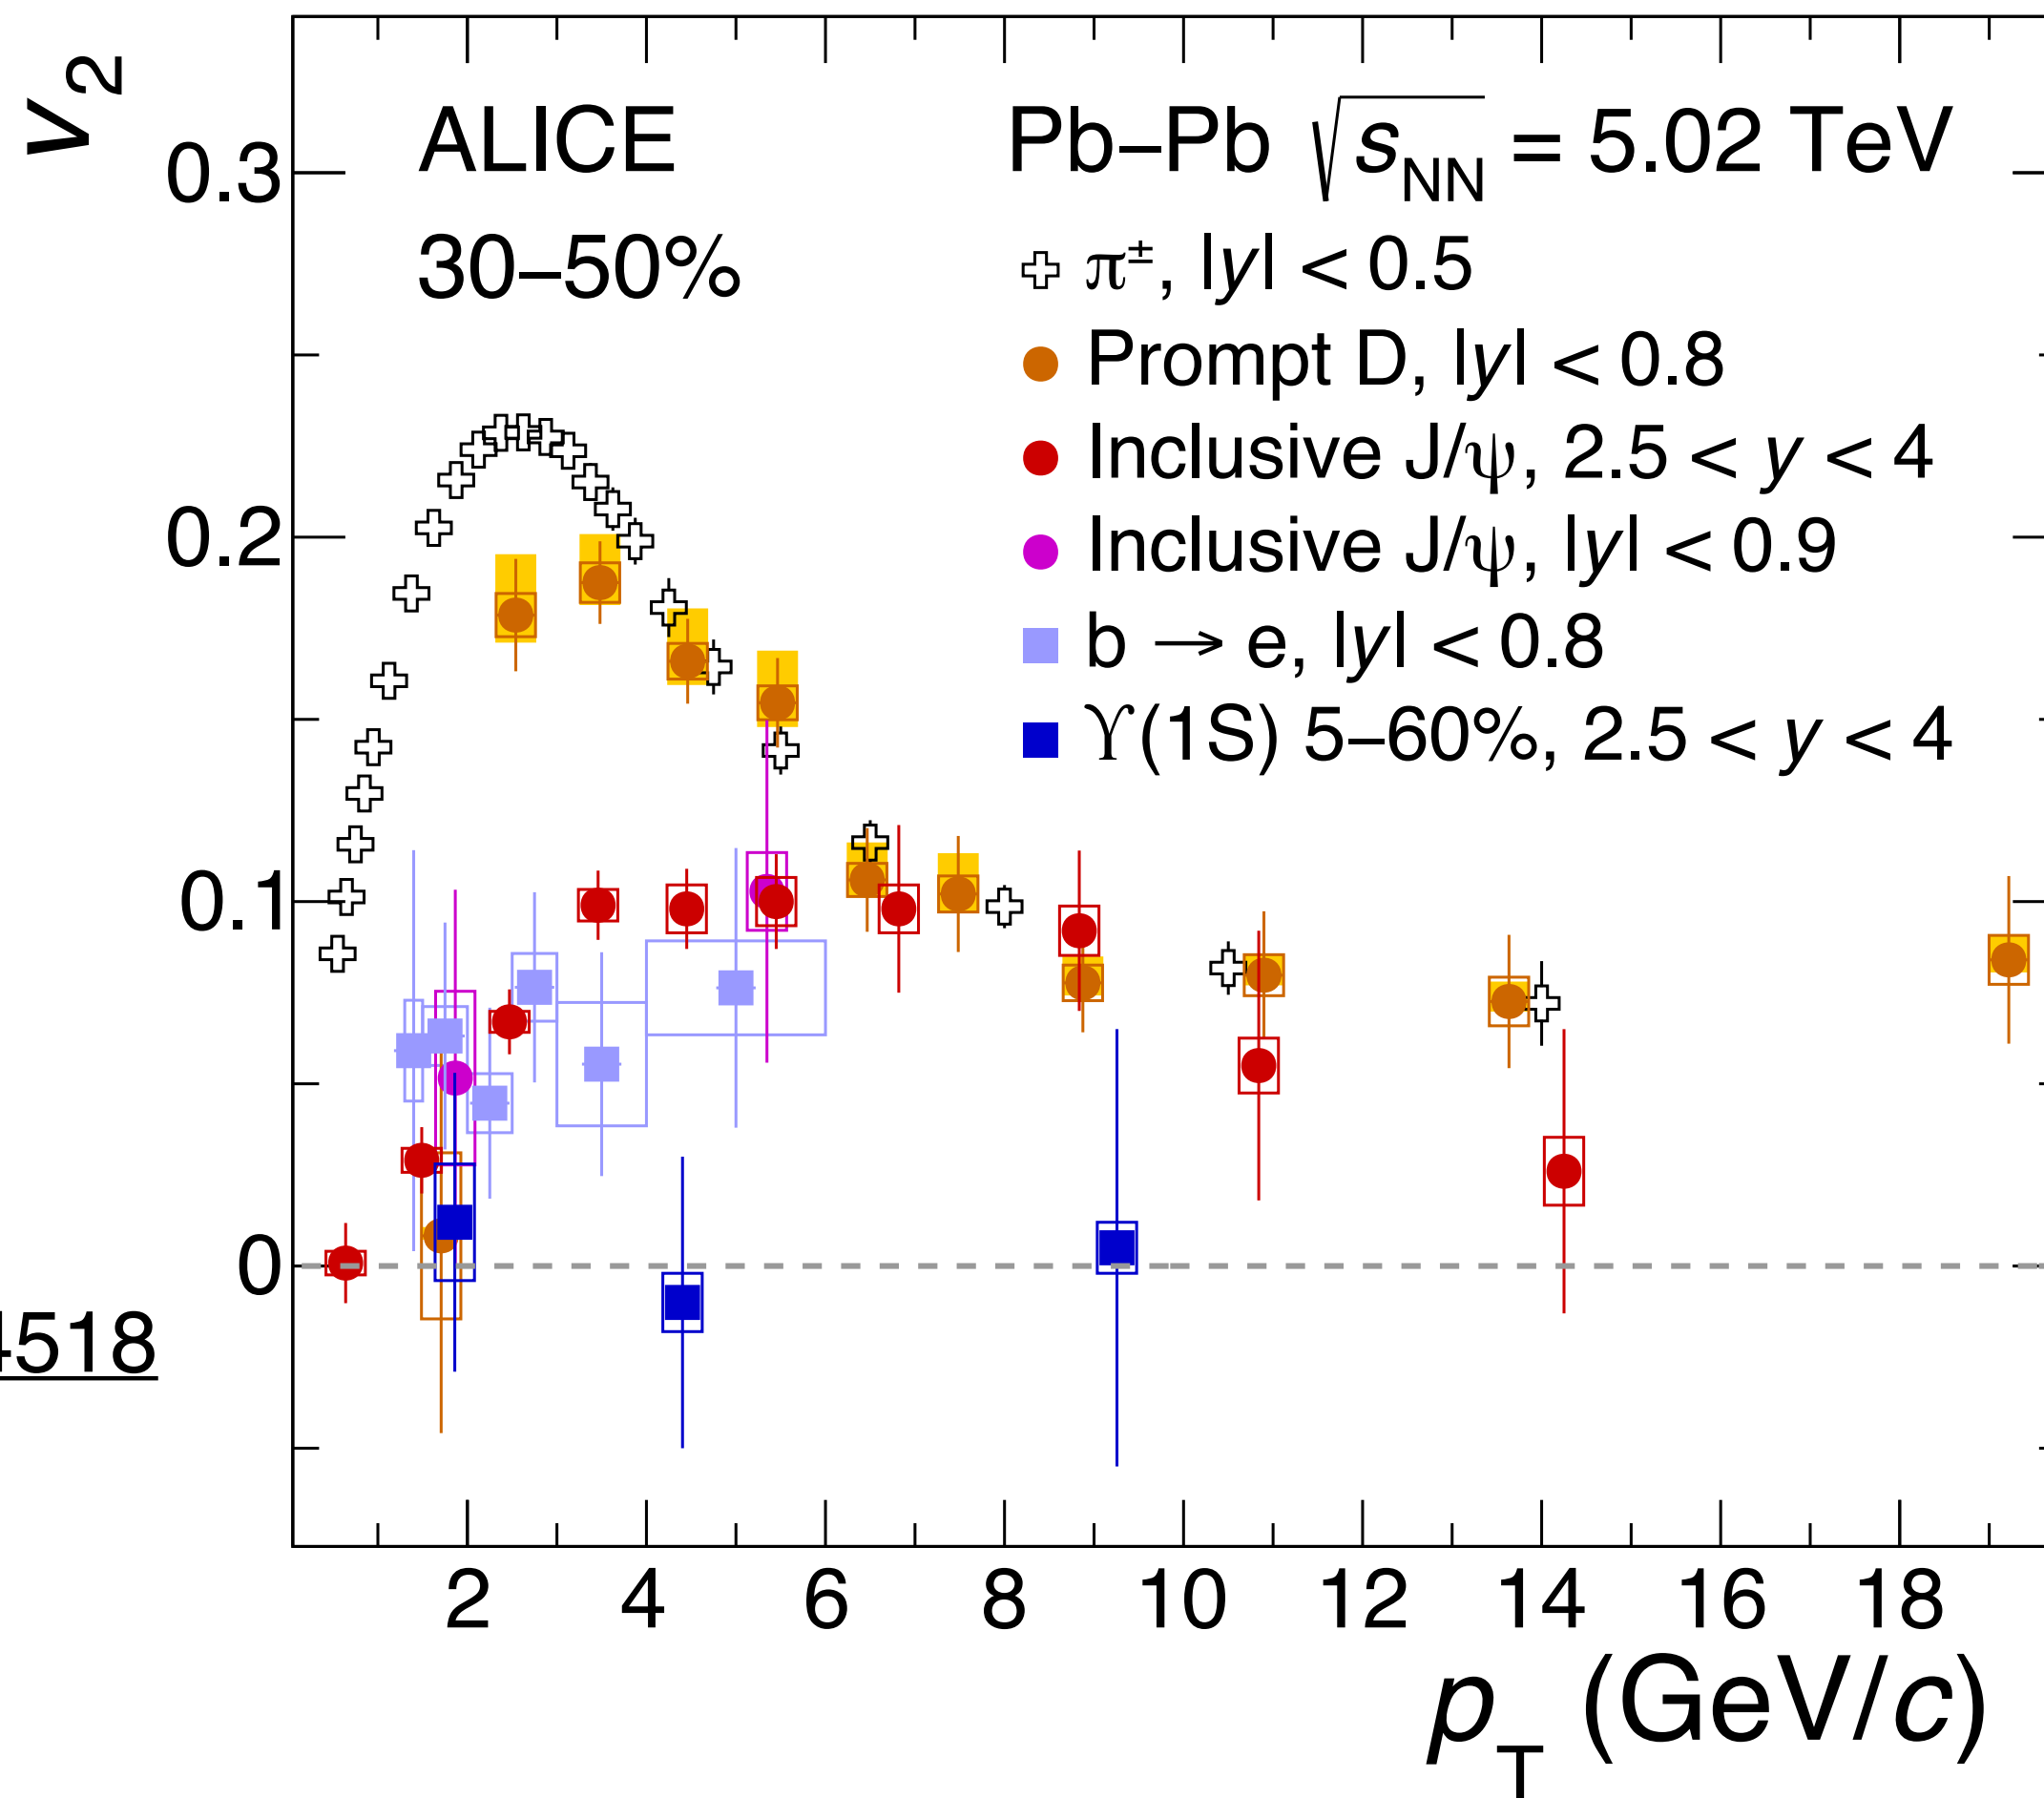 v2
ALICE
30–50%
Pb–Pb √sNN = 5.02 TeV
π±, |y| < 0.5
Prompt D, |y| < 0.8
Inclusive J/ψ, 2.5 < y < 4
Inclusive J/ψ, |y| < 0.9
b → e, |y| < 0.8
ϒ(1S) 5–60%, 2.5 < y < 4
0.3
0.2
0.1
0
4518
2 4 6 8 10 12 14 16 18
pT (GeV/c)